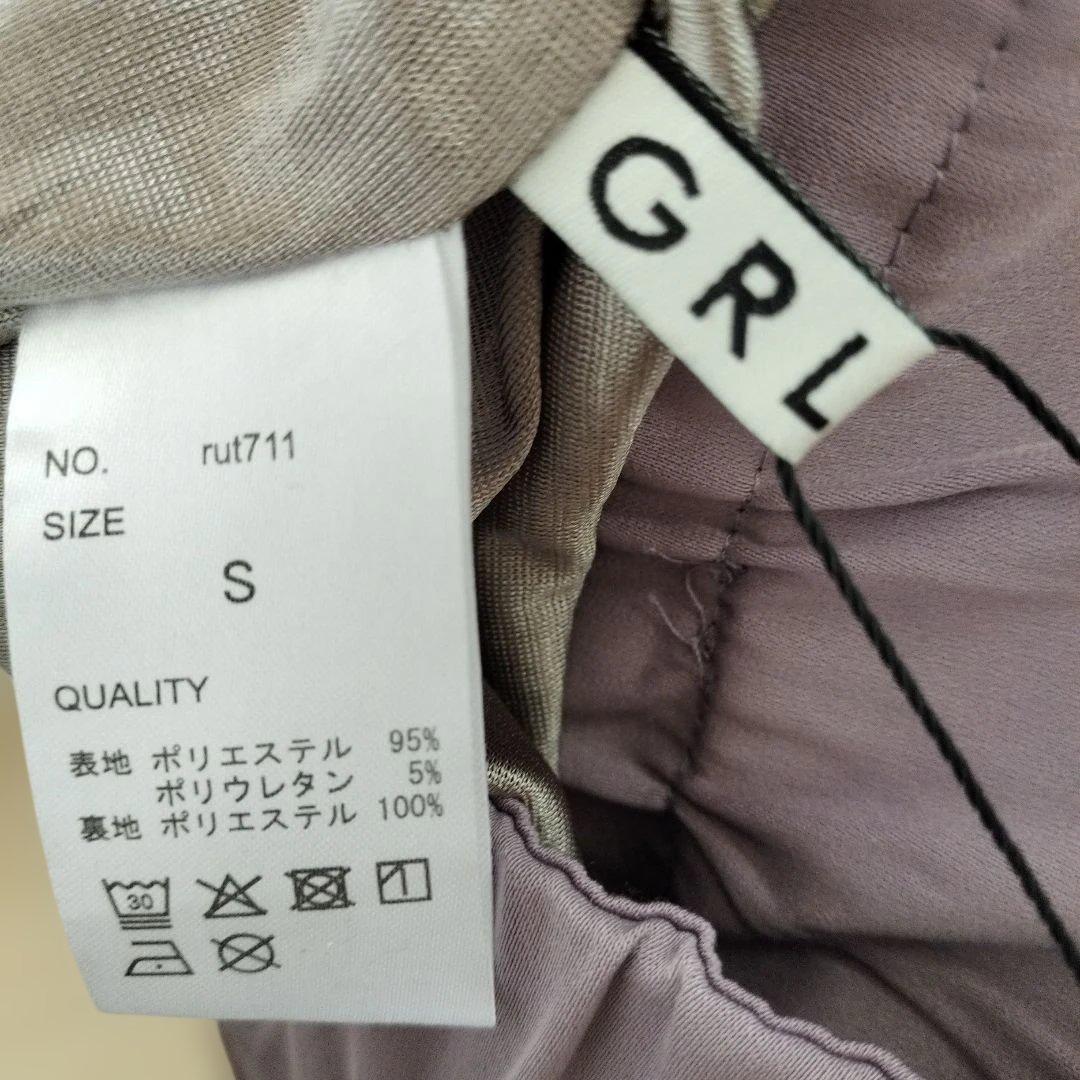 GRL
NO. rut711
SIZE
S
QUALITY
表地 ポリエステル 95%
ポリウレタン 5%
裏地 ポリエステル 100%
30